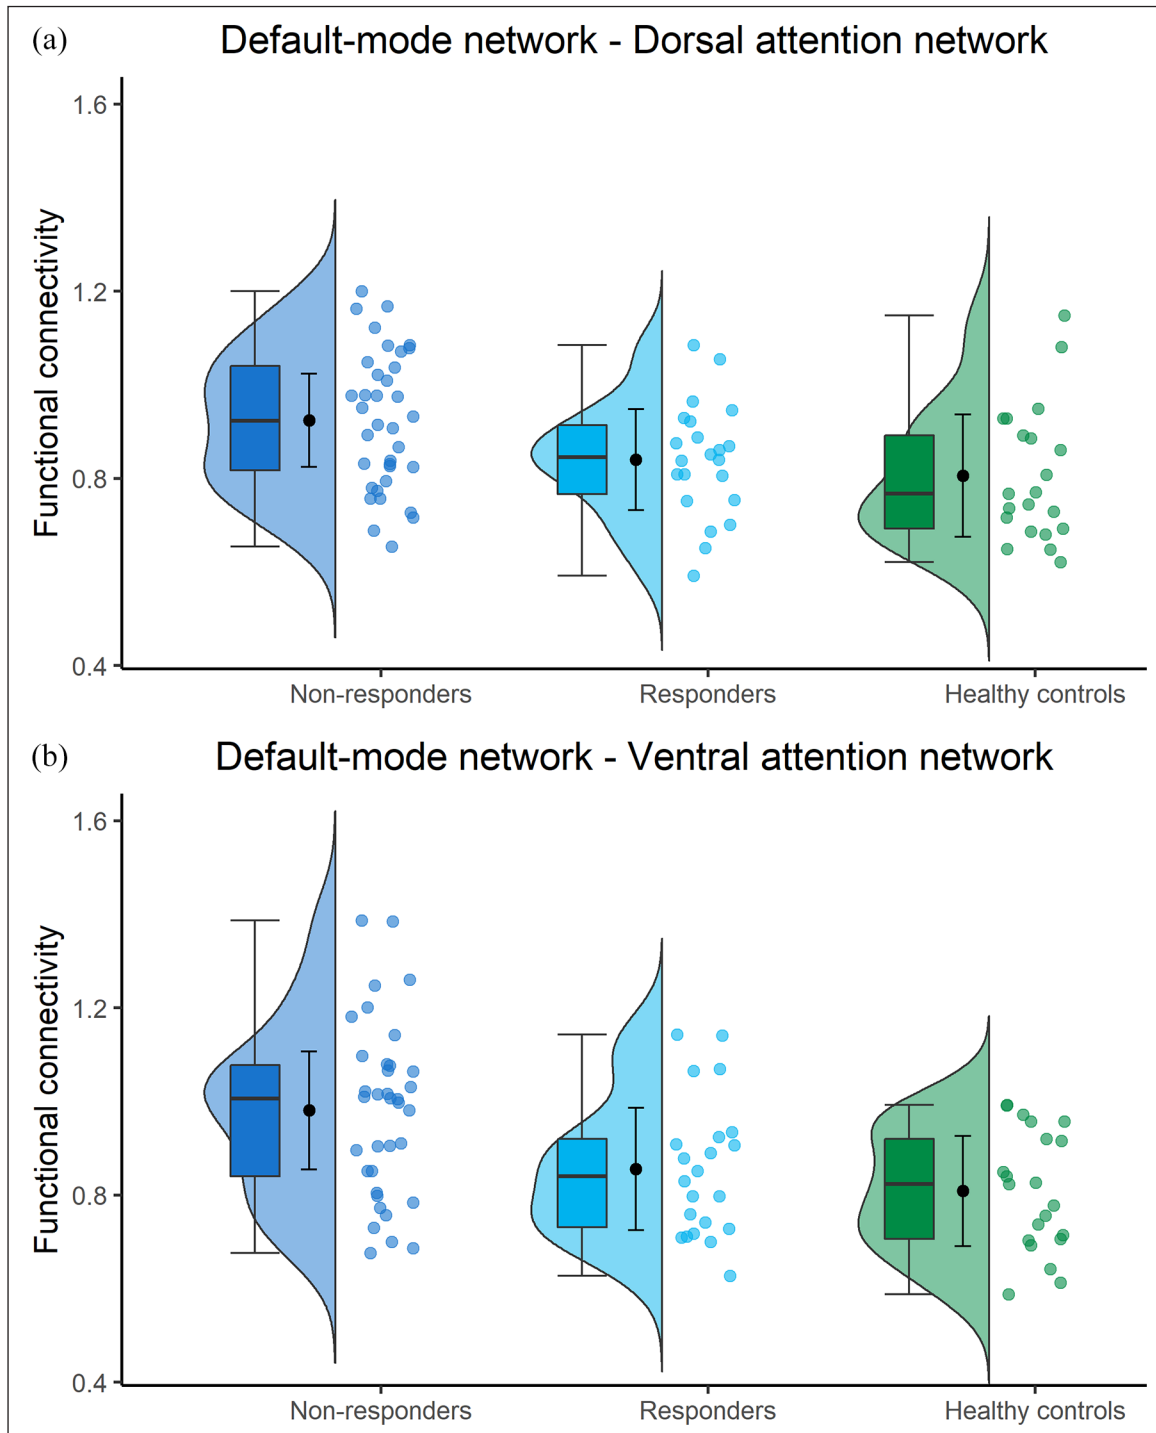 (a) Default-mode network - Dorsal attention network
Functional connectivity
1.6
1.2
0.8
0.4
Non-responders Responders Healthy controls
(b) Default-mode network - Ventral attention network
Functional connectivity
1.6
1.2
0.8
0.4
Non-responders Responders Healthy controls